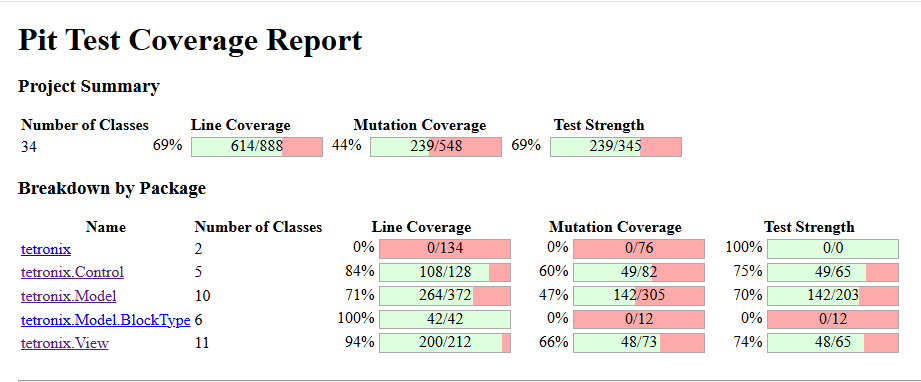 Pit Test Coverage Report
Project Summary
Number of Classes Line Coverage Mutation Coverage Test Strength
34 69% 614/888 44% 239/548 69% 239/345
Breakdown by Package
Name Number of Classes Line Coverage Mutation Coverage Test Strength
tetronix 2 0% 0/134 0% 0/76 100% 0/0
tetronix.Control 5 84% 108/128 60% 49/82 75% 49/65
tetronix.Model 10 71% 264/372 47% 142/305 70% 142/203
tetronix.Model.BlockType 6 100% 42/42 0% 0/12 0% 0/12
tetronix.View 11 94% 200/212 66% 48/73 74% 48/65